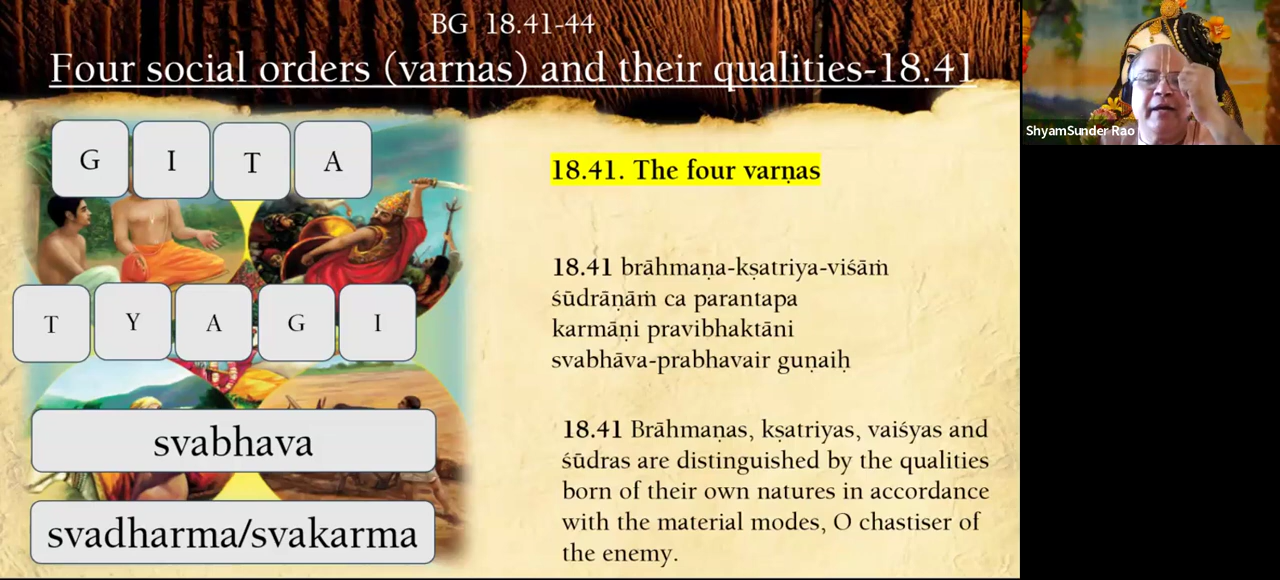 BG 18.41-44
Four social orders (varnas) and their qualities-18.41
G I T A
T Y A G I
svabhava
svadharma/svakarma
18.41. The four varṇas
18.41 brāhmaṇa-kṣatriya-viśāṁ
śūdrāṇāṁ ca parantapa
karmāṇi pravibhaktāni
svabhāva-prabhavair guṇaiḥ
18.41 Brāhmaṇas, kṣatriyas, vaiśyas and
śūdras are distinguished by the qualities
born of their own natures in accordance
with the material modes, O chastiser of
the enemy.
ShyamSunder Rao